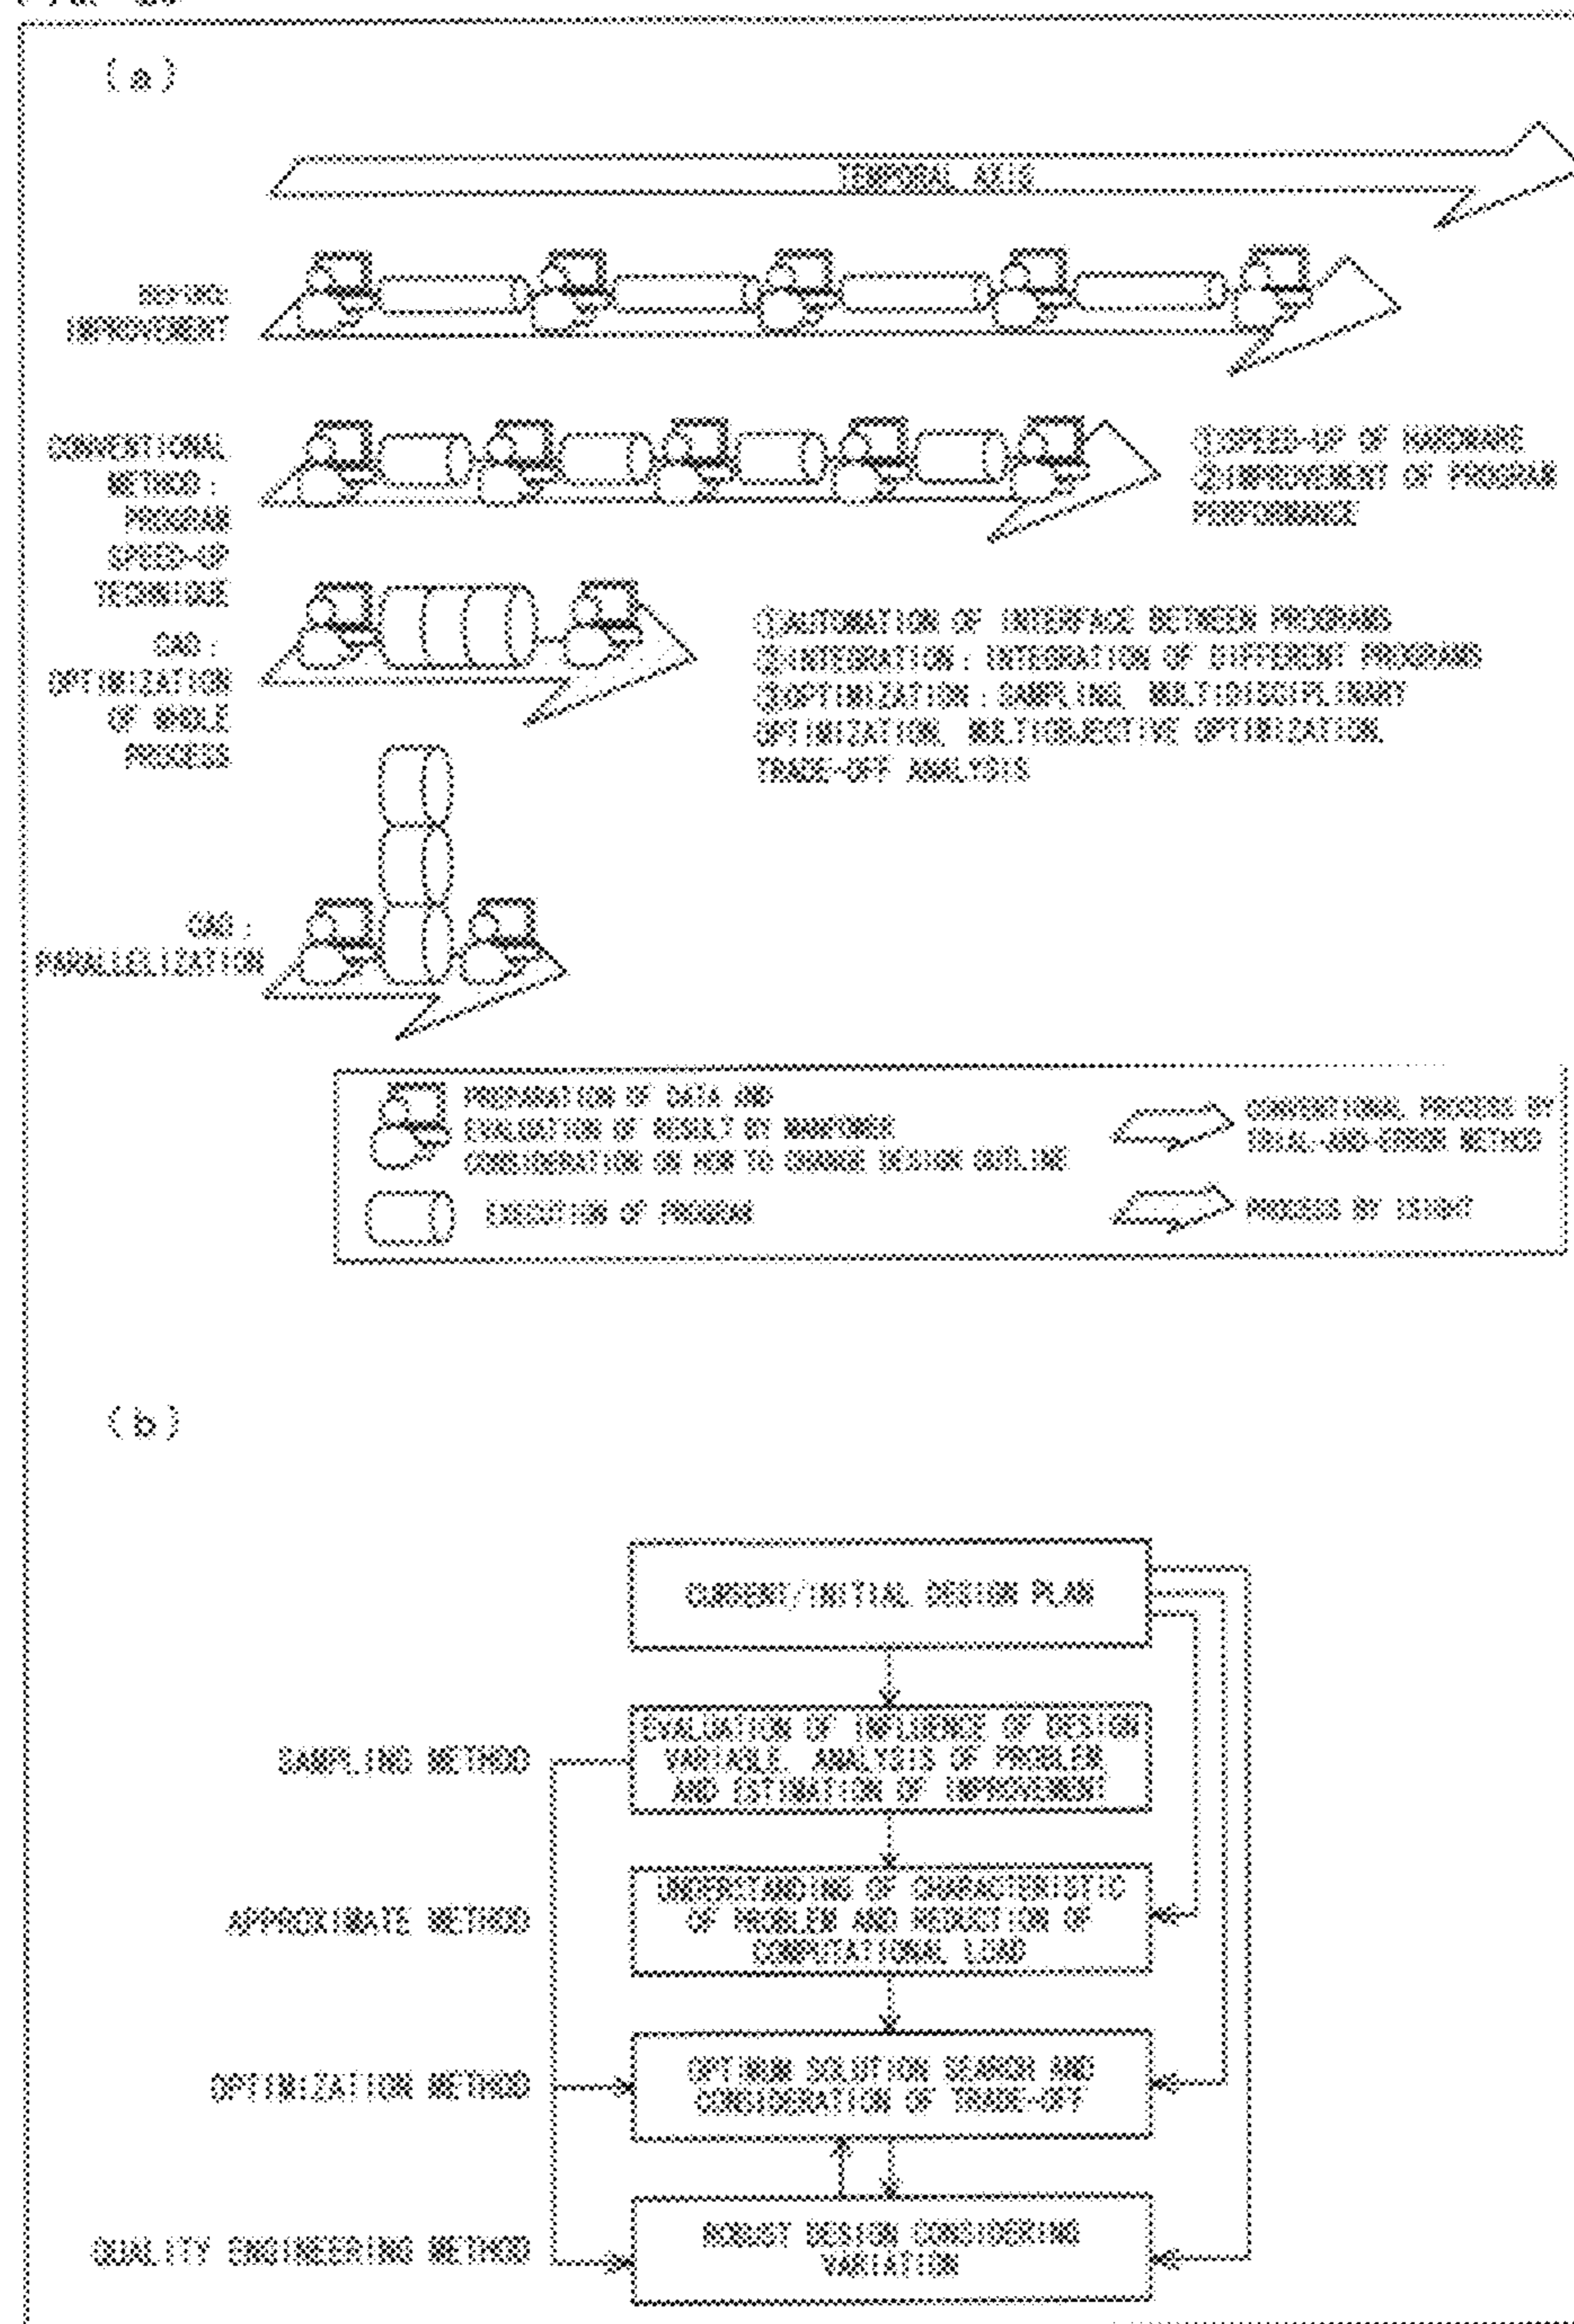 (a)
TEMPORAL AXIS
BEFORE
IMPROVEMENT
CONVENTIONAL
METHOD:
PROGRAM
SPEED-UP
TECHNIQUE
①SPEED-UP OF HARDWARE
②IMPROVEMENT OF PROGRAM
PERFORMANCE
CAO:
OPTIMIZATION
OF WHOLE
PROCESS
①AUTOMATION OF INTERFACE BETWEEN PROGRAMS
②INTEGRATION: INTEGRATION OF DIFFERENT PROGRAMS
③OPTIMIZATION: SAMPLING, MULTIDISCIPLINARY
OPTIMIZATION, MULTIOBJECTIVE OPTIMIZATION,
TRADE-OFF ANALYSIS
CAO:
PARALLELIZATION
PREPARATION OF DATA AND
EVALUATION OF RESULT BY MANPOWER
CONSIDERATION ON HOW TO CHANGE DESIGN OUTLINE
EXECUTION OF PROGRAM
CONVENTIONAL PROCESS BY
TRIAL-AND-ERROR METHOD
PROCESS BY ISIGHT
(b)
CURRENT/INITIAL DESIGN PLAN
SAMPLING METHOD
EVALUATION OF INFLUENCE OF DESIGN
VARIABLE, ANALYSIS OF PROBLEM
AND ESTIMATION OF IMPROVEMENT
APPROXIMATE METHOD
UNDERSTANDING OF CHARACTERISTIC
OF PROBLEM AND REDUCTION OF
COMPUTATIONAL LOAD
OPTIMIZATION METHOD
OPTIMUM SOLUTION SEARCH AND
CONSIDERATION OF TRADE-OFF
QUALITY ENGINEERING METHOD
ROBUST DESIGN CONSIDERING
VARIATION